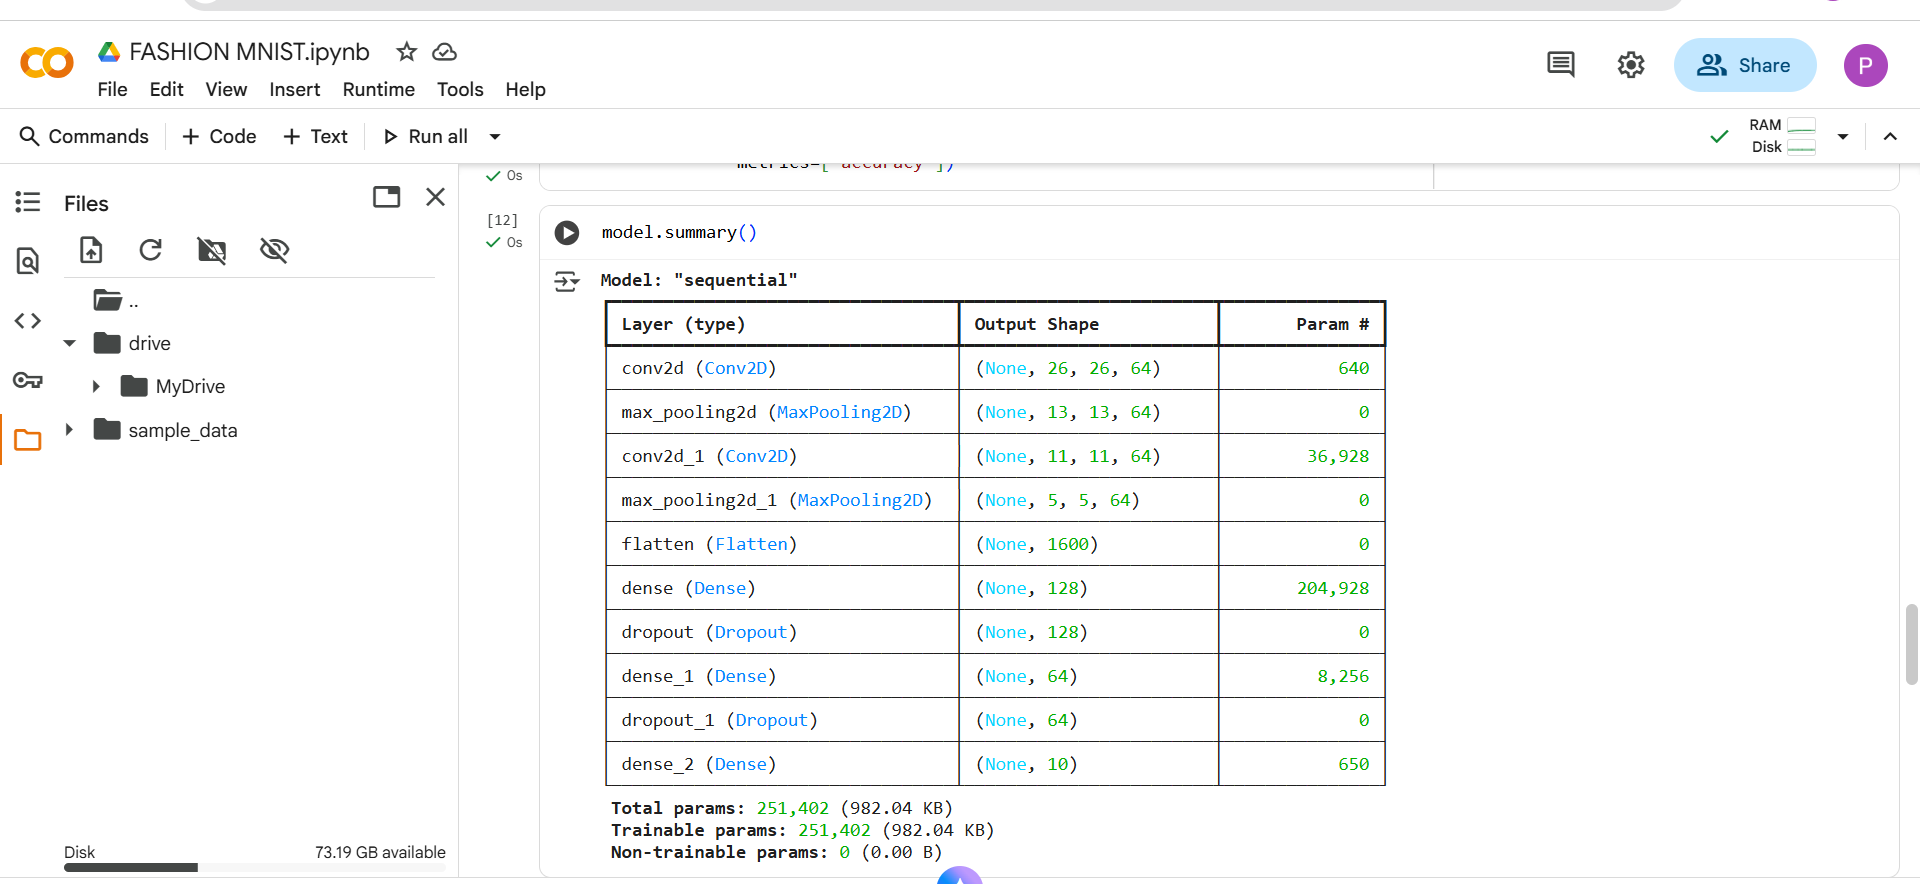 FASHION MNIST.ipynb
File Edit View Insert Runtime Tools Help
Share
P
Commands + Code + Text Run all
RAM
Disk
Files
..
drive
MyDrive
sample_data
Disk 73.19 GB available
metrics=['accuracy'])
0s
[12]
0s
model.summary()
Model: "sequential"
Layer (type) Output Shape Param #
conv2d (Conv2D) (None, 26, 26, 64) 640
max_pooling2d (MaxPooling2D) (None, 13, 13, 64) 0
conv2d_1 (Conv2D) (None, 11, 11, 64) 36,928
max_pooling2d_1 (MaxPooling2D) (None, 5, 5, 64) 0
flatten (Flatten) (None, 1600) 0
dense (Dense) (None, 128) 204,928
dropout (Dropout) (None, 128) 0
dense_1 (Dense) (None, 64) 8,256
dropout_1 (Dropout) (None, 64) 0
dense_2 (Dense) (None, 10) 650
Total params: 251,402 (982.04 KB)
Trainable params: 251,402 (982.04 KB)
Non-trainable params: 0 (0.00 B)